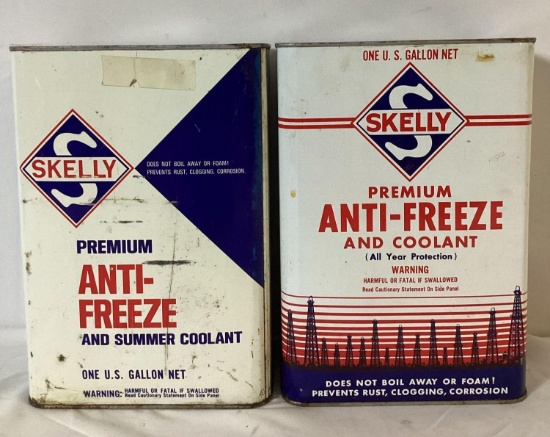 SKELLY
S
DOES NOT BOIL AWAY OR FOAM!
PREVENTS RUST, CLOGGING, CORROSION.
PREMIUM
ANTI-
FREEZE
AND SUMMER COOLANT
ONE U.S. GALLON NET
WARNING: HARMFUL OR FATAL IF SWALLOWED
Read Cautionary Statement On Side Panel
ONE U. S. GALLON NET
SKELLY
S
PREMIUM
ANTI-FREEZE
AND COOLANT
(All Year Protection)
WARNING
HARMFUL OR FATAL IF SWALLOWED
Read Cautionary Statement On Side Panel
DOES NOT BOIL AWAY OR FOAM!
PREVENTS RUST, CLOGGING, CORROSION